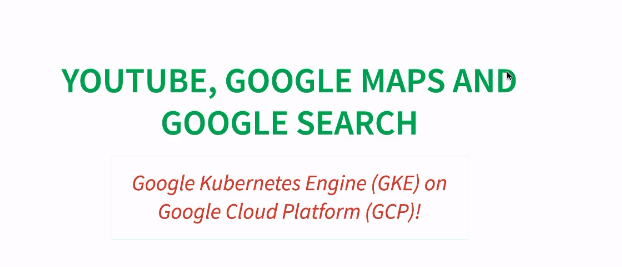 YOUTUBE, GOOGLE MAPS AND
GOOGLE SEARCH
Google Kubernetes Engine (GKE) on
Google Cloud Platform (GCP)!